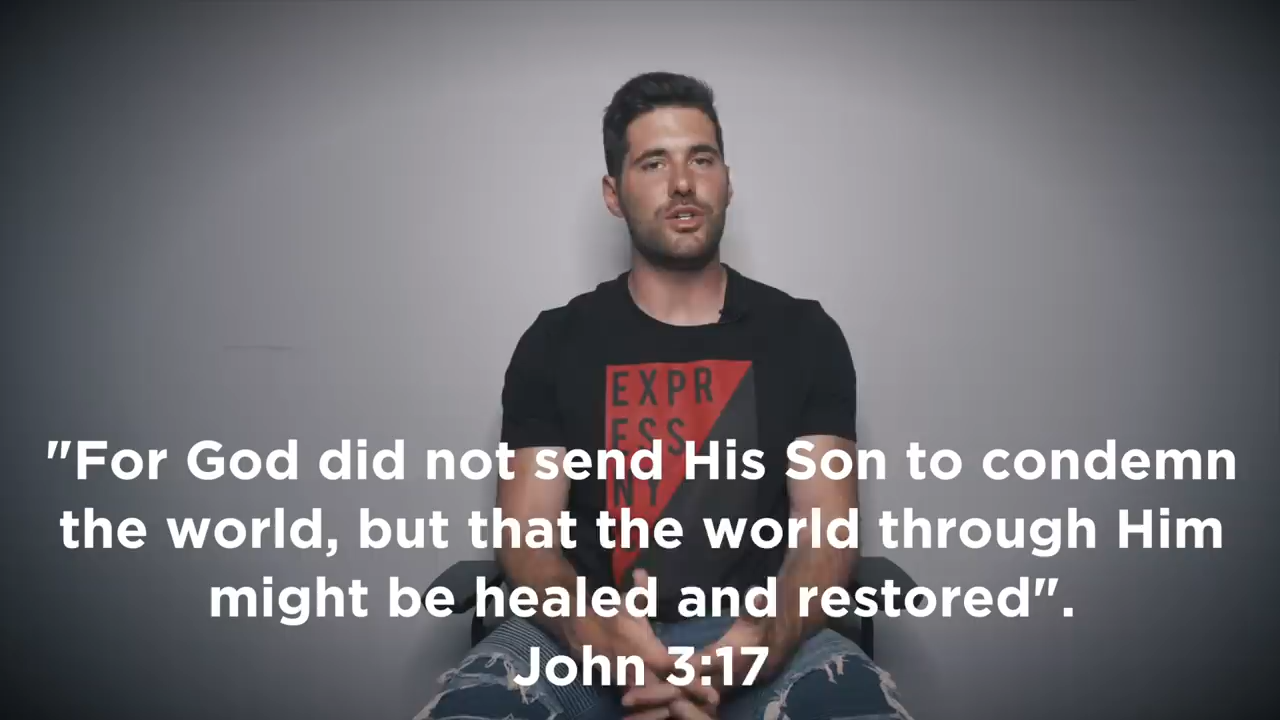 EXPR
ESS
NY
"For God did not send His Son to condemn
the world, but that the world through Him
might be healed and restored".
John 3:17